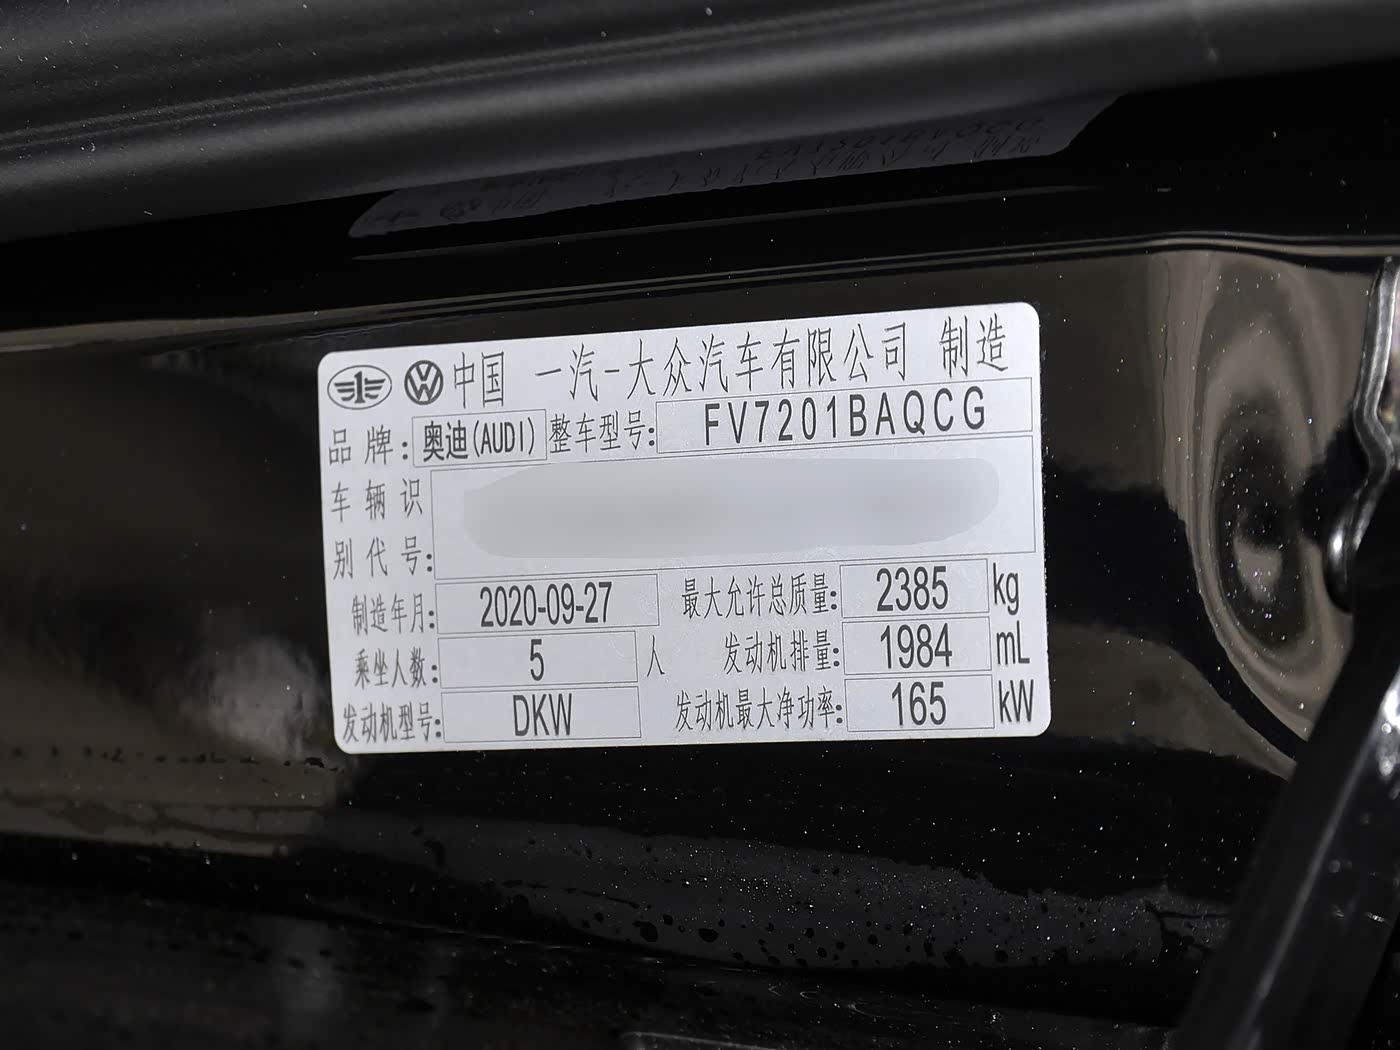 中国 一汽-大众汽车有限公司 制造
品牌: 奥迪(AUDI) 整车型号: FV7201BAQCG
车辆识
别代号:
制造年月: 2020-09-27 最大允许总质量: 2385 kg
乘坐人数: 5 人 发动机排量: 1984 mL
发动机型号: DKW 发动机最大净功率: 165 kW